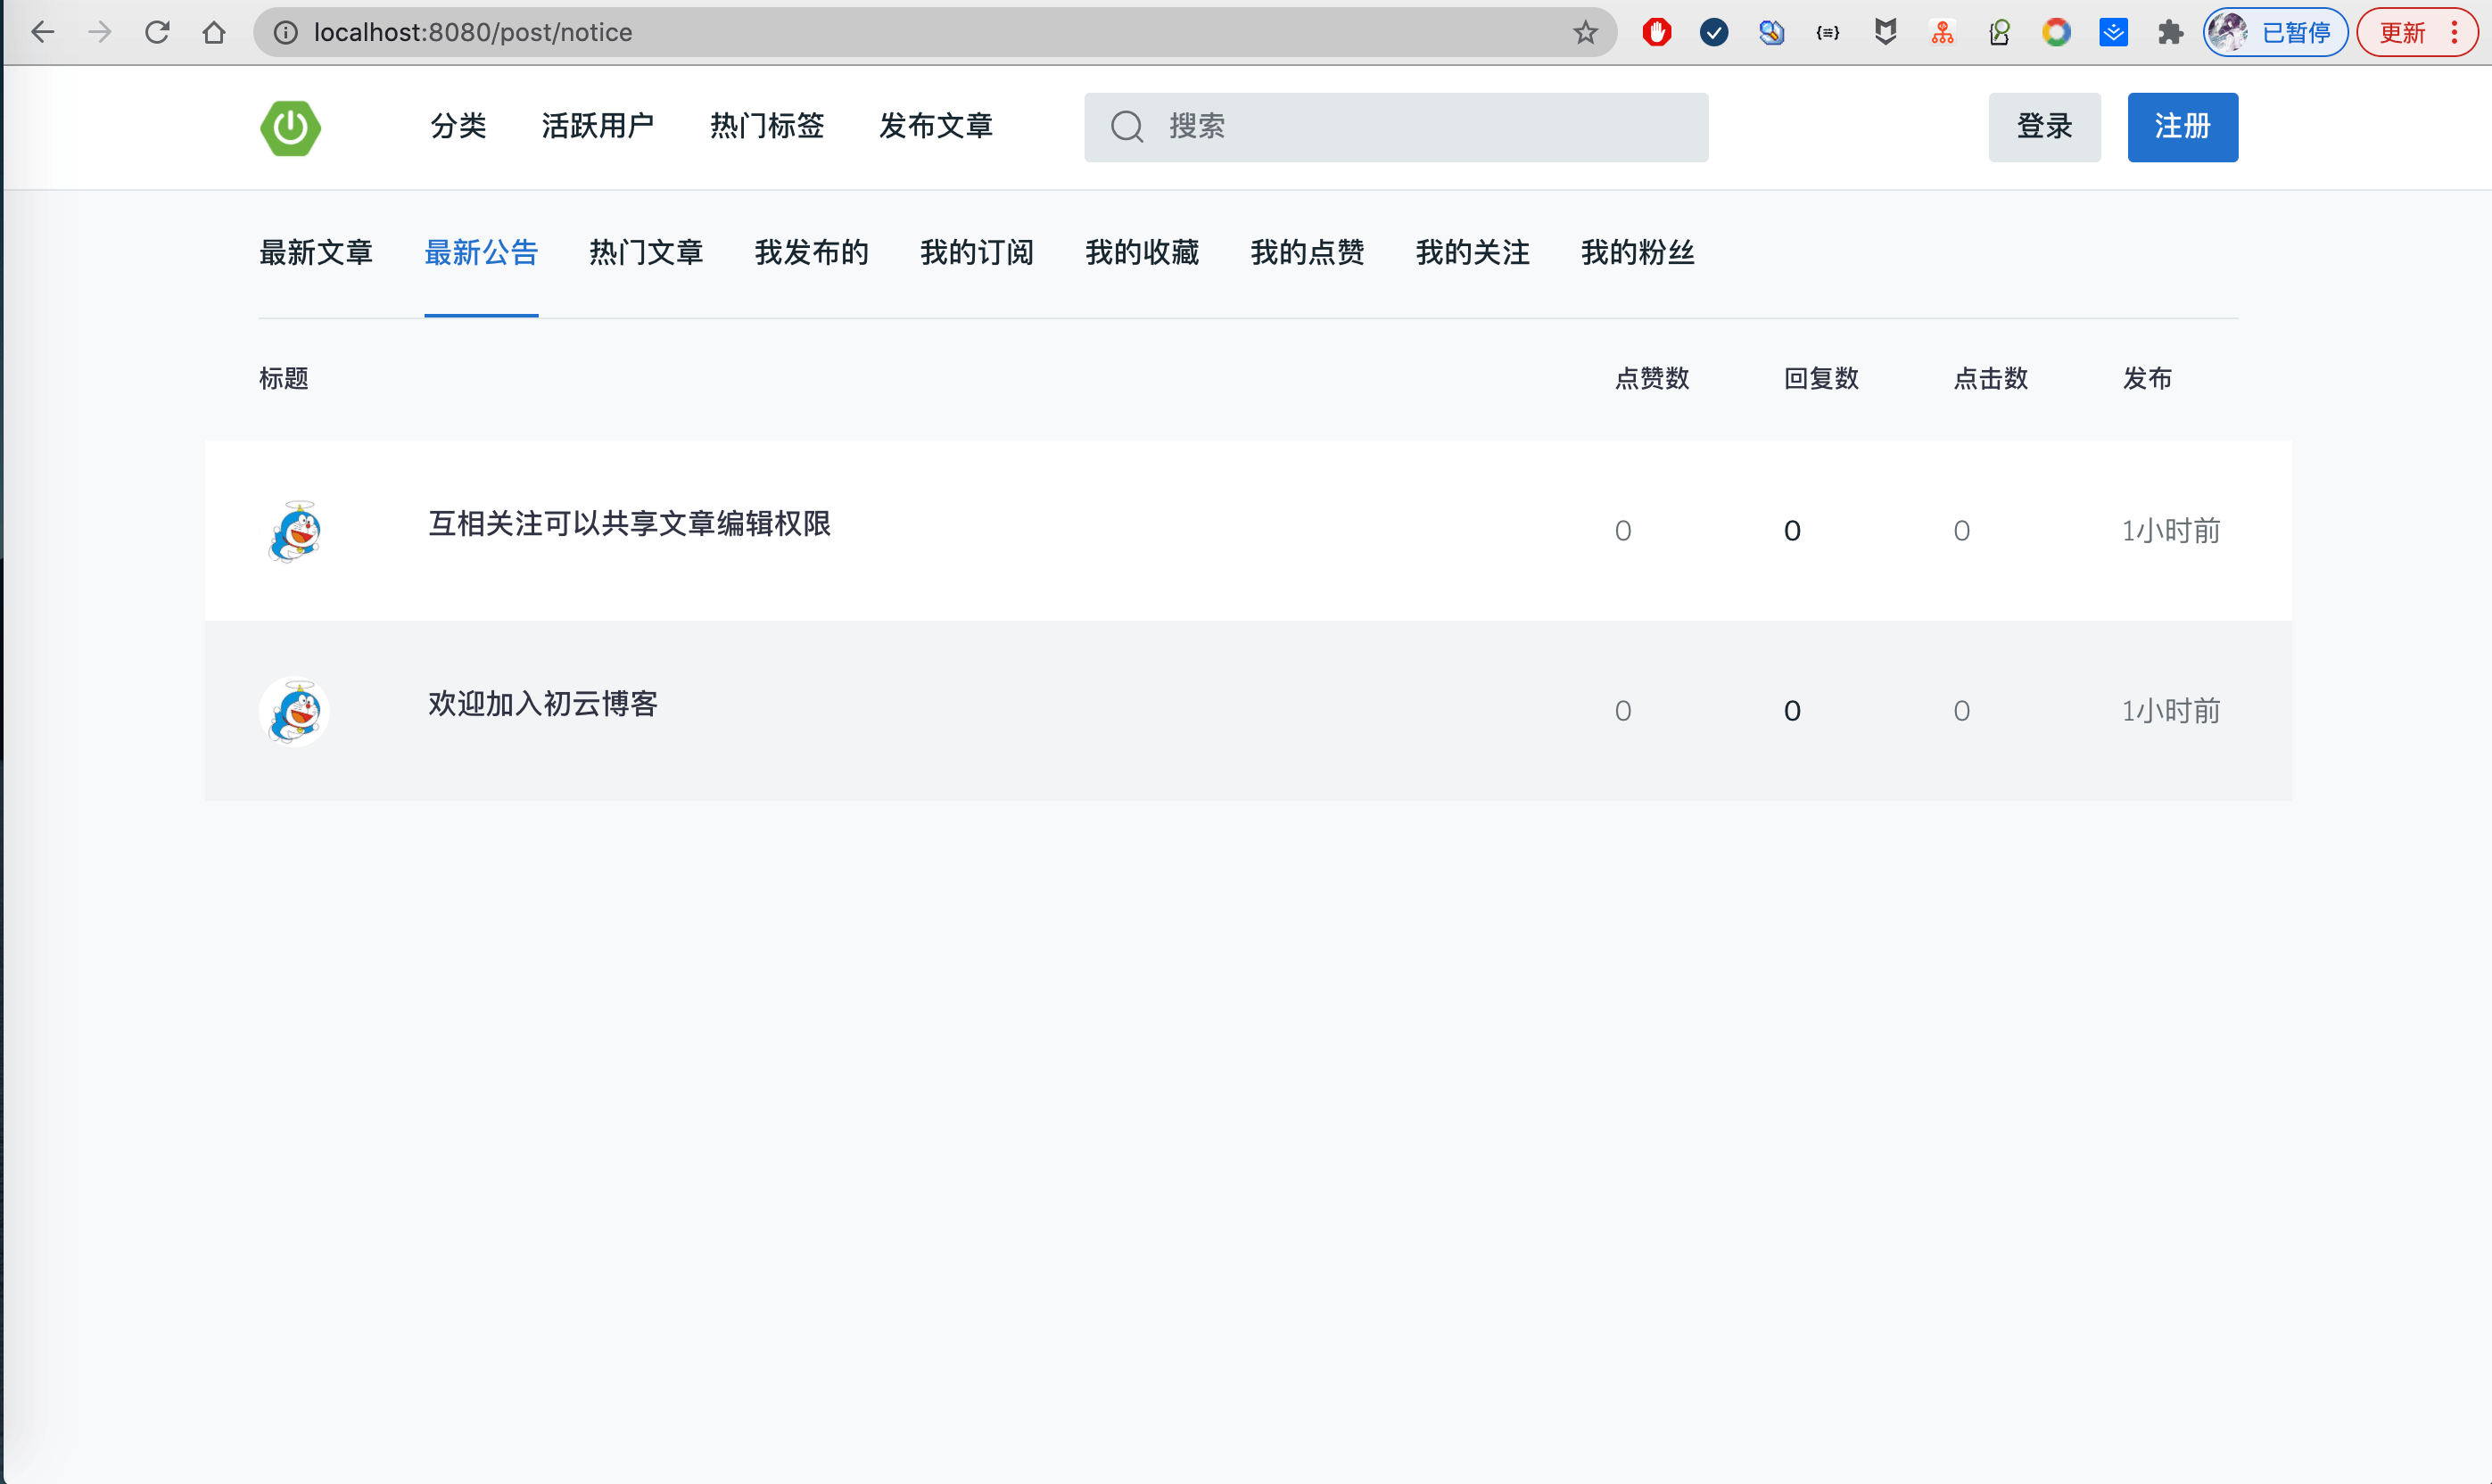 localhost:8080/post/notice
已暂停
更新
分类 活跃用户 热门标签 发布文章 搜索 登录 注册
最新文章 最新公告 热门文章 我发布的 我的订阅 我的收藏 我的点赞 我的关注 我的粉丝
标题 点赞数 回复数 点击数 发布
互相关注可以共享文章编辑权限 0 0 0 1小时前
欢迎加入初云博客 0 0 0 1小时前